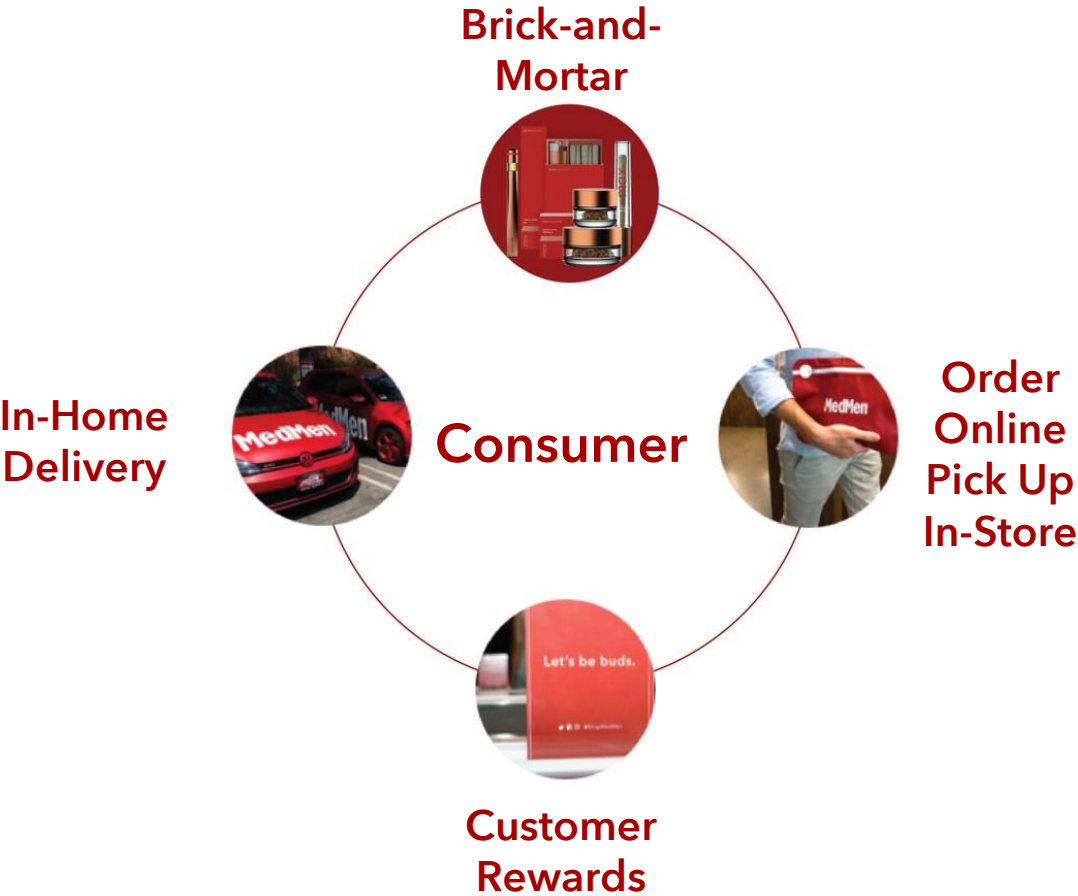 Brick-and-
Mortar
In-Home
Delivery
MedMen
MedMen
Consumer
MedMen
Order
Online
Pick Up
In-Store
Let's be buds.
Customer
Rewards